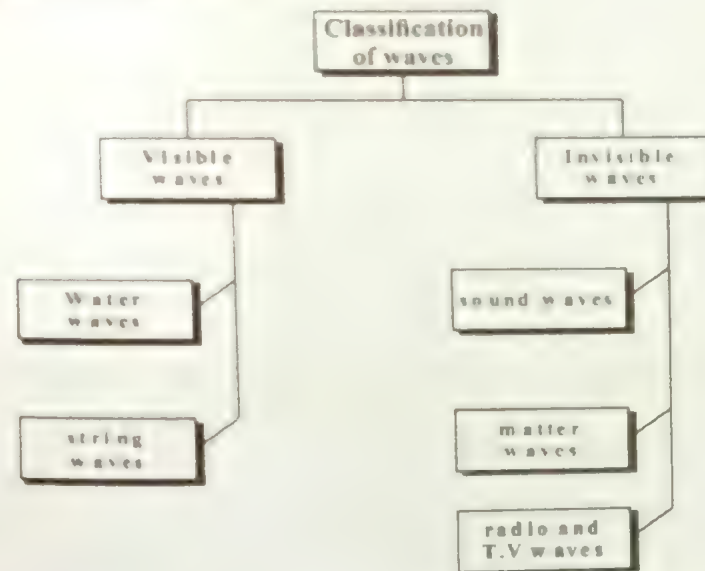 Classification
of waves
Visible
waves
Invisible
waves
Water
waves
sound waves
string
waves
matter
waves
radio and
T.V waves